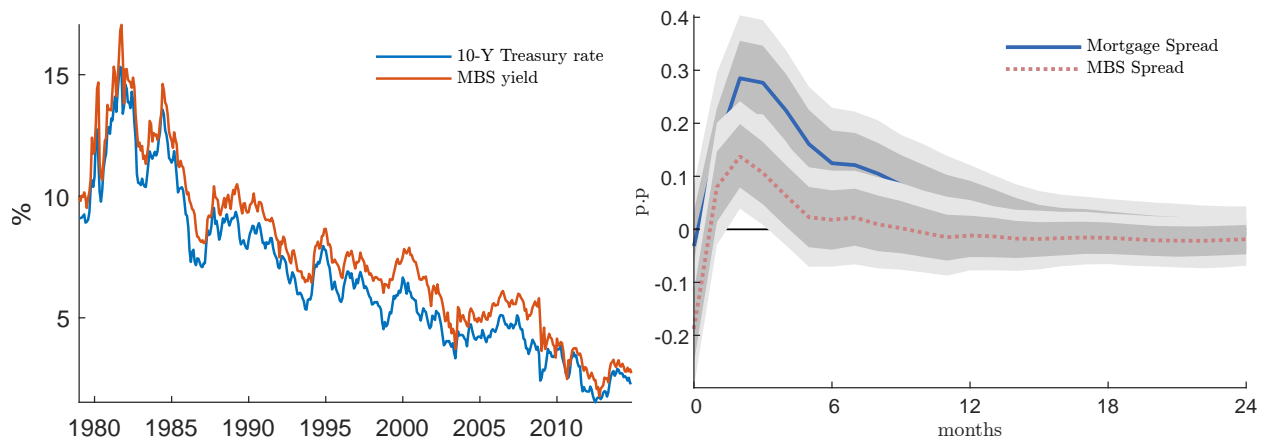 10-Y Treasury rate
MBS yield
%
15
10
5
1980 1985 1990 1995 2000 2005 2010
Mortgage Spread
MBS Spread
p.p
0.4
0.3
0.2
0.1
0
-0.1
-0.2
0 6 12 18 24
months